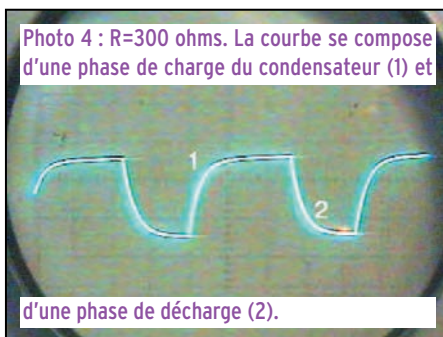 Photo 4 : R=300 ohms. La courbe se compose
d'une phase de charge du condensateur (1) et
1
2
d'une phase de décharge (2).